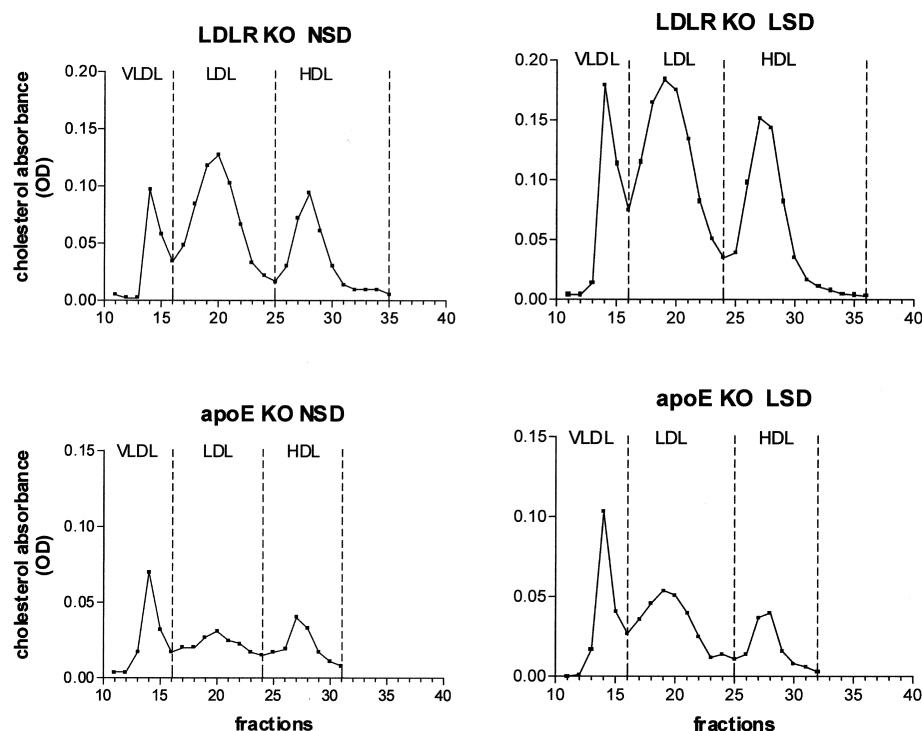 LDLR KO NSD
VLDL LDL HDL
cholesterol absorbance
(OD)
0.20
0.15
0.10
0.05
0.00
10 15 20 25 30 35 40
LDLR KO LSD
VLDL LDL HDL
0.20
0.15
0.10
0.05
0.00
10 15 20 25 30 35 40
apoE KO NSD
VLDL LDL HDL
cholesterol absorbance
(OD)
0.15
0.10
0.05
0.00
10 15 20 25 30 35 40
fractions
apoE KO LSD
VLDL LDL HDL
0.15
0.10
0.05
0.00
10 15 20 25 30 35 40
fractions